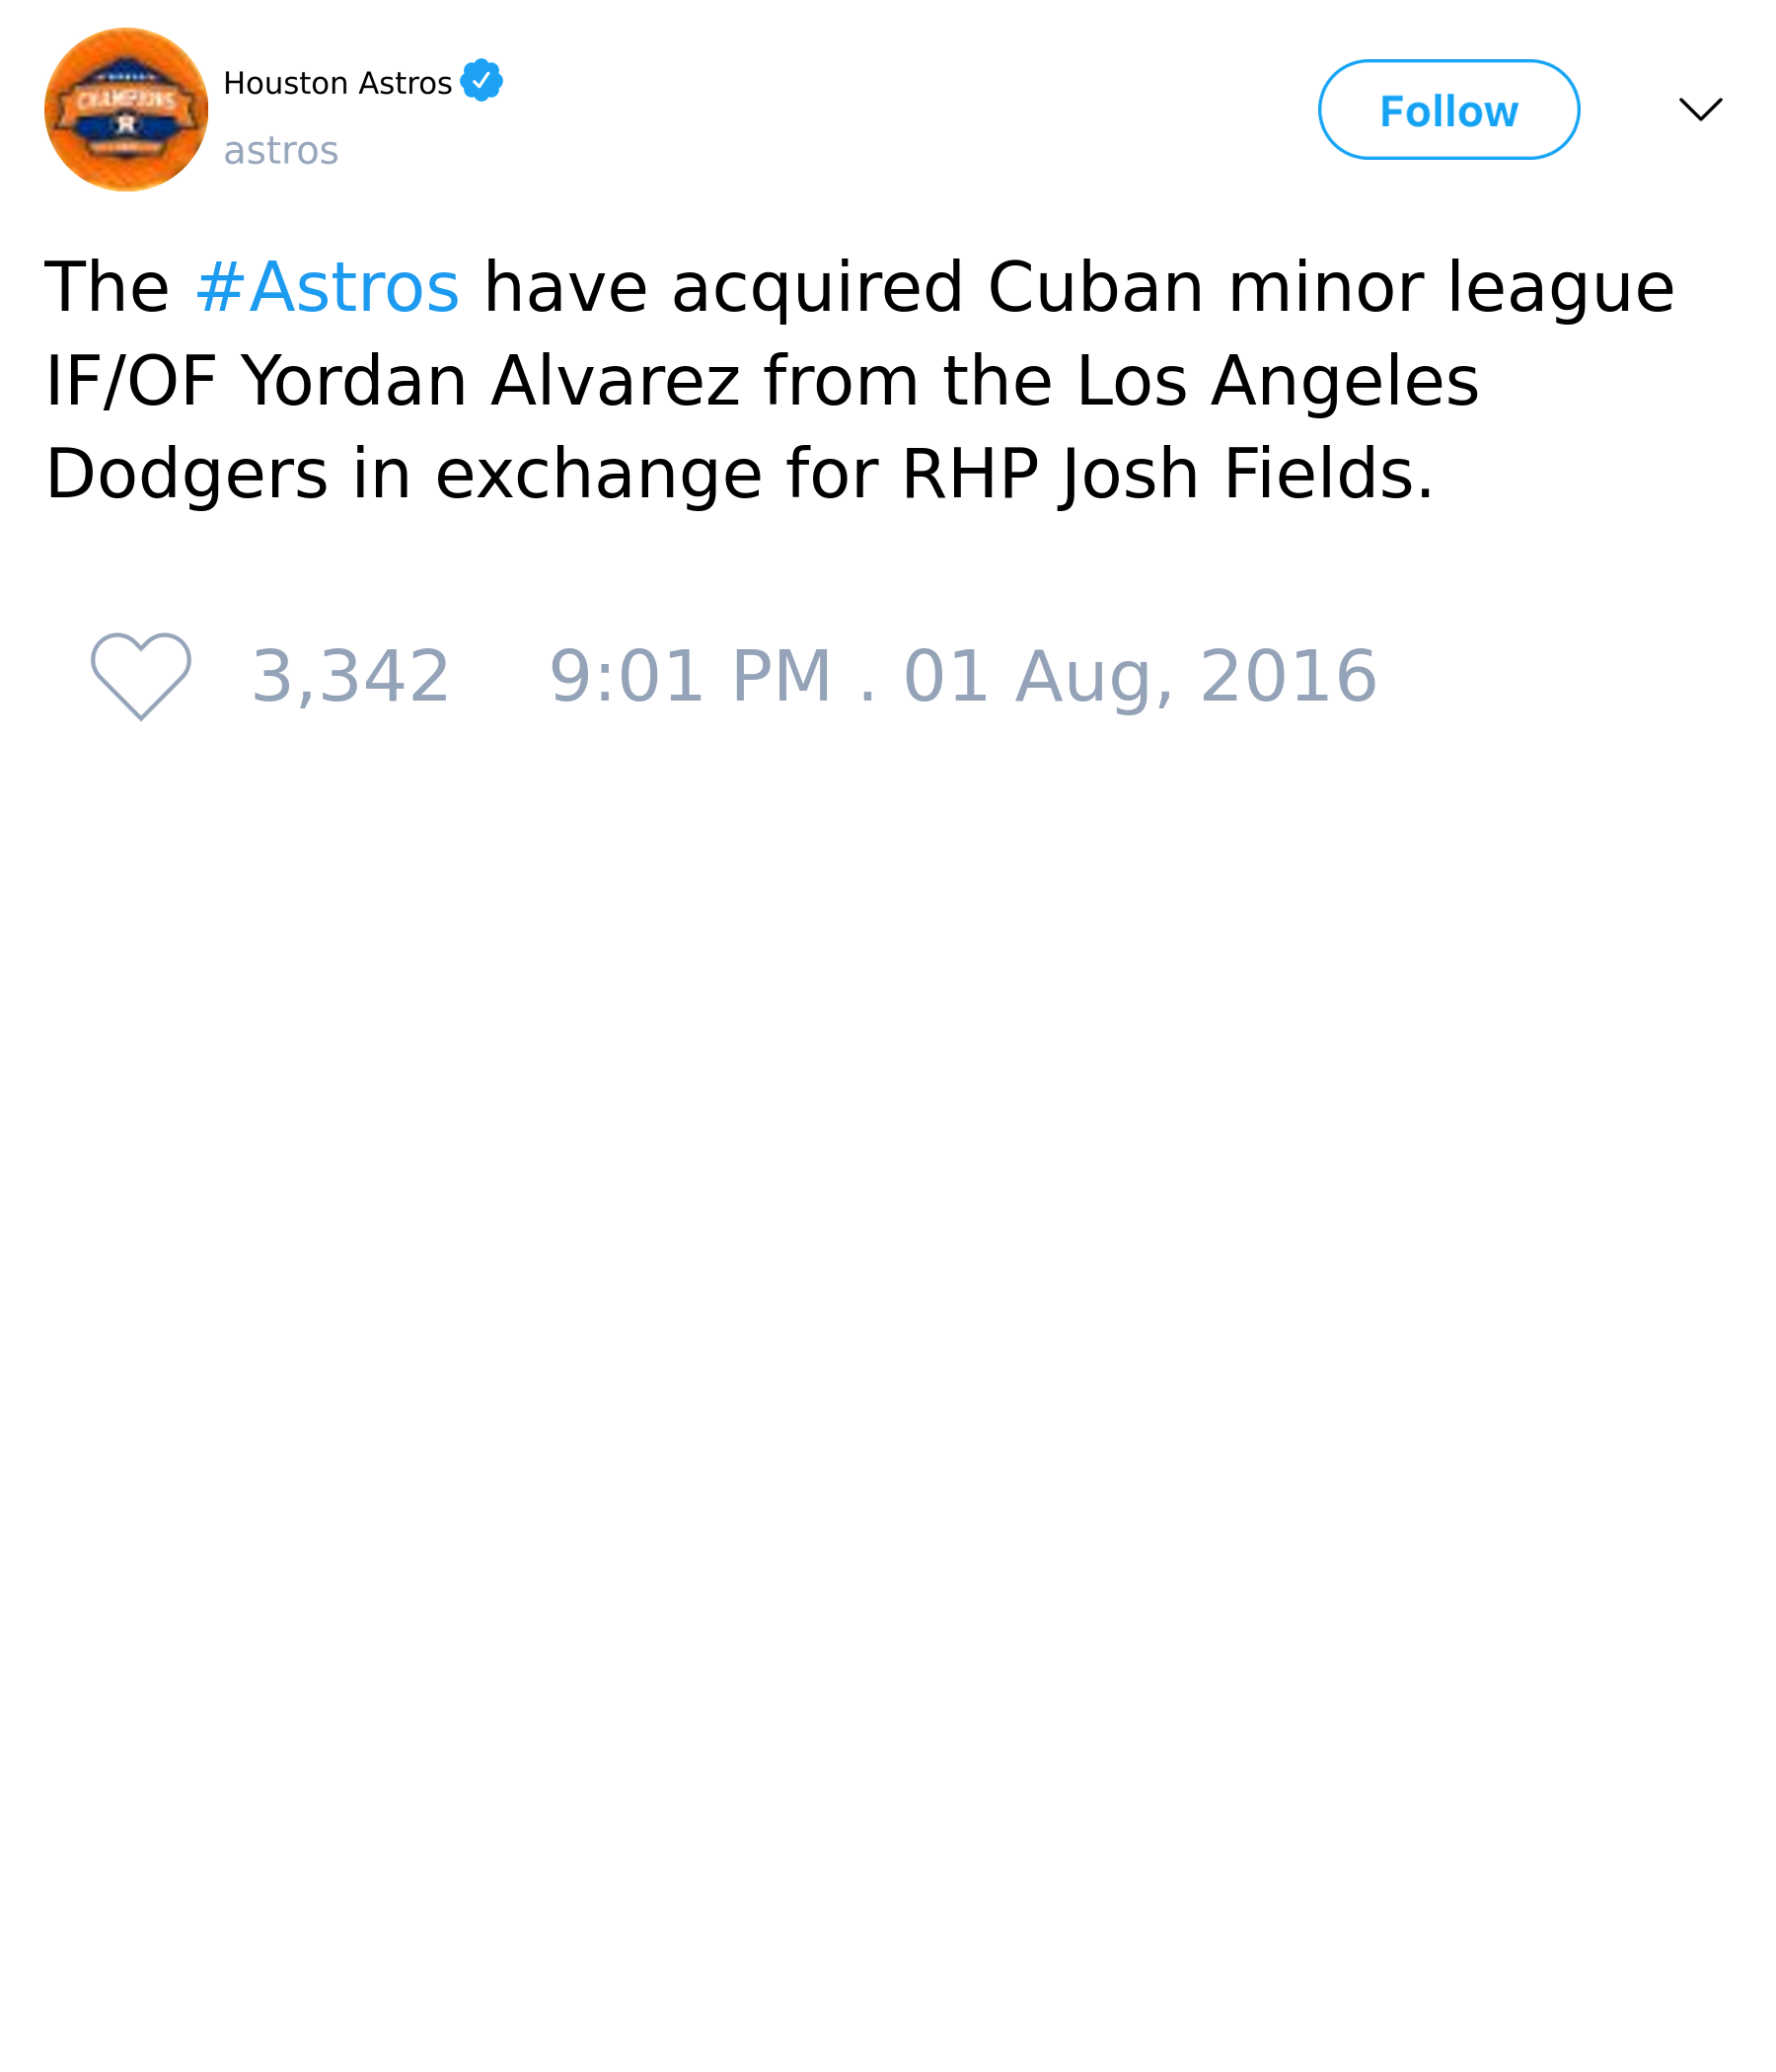 Houston Astros
astros
Follow
CHAMPIONS
The #Astros have acquired Cuban minor league
IF/OF Yordan Alvarez from the Los Angeles
Dodgers in exchange for RHP Josh Fields.
3,342 9:01 PM . 01 Aug, 2016